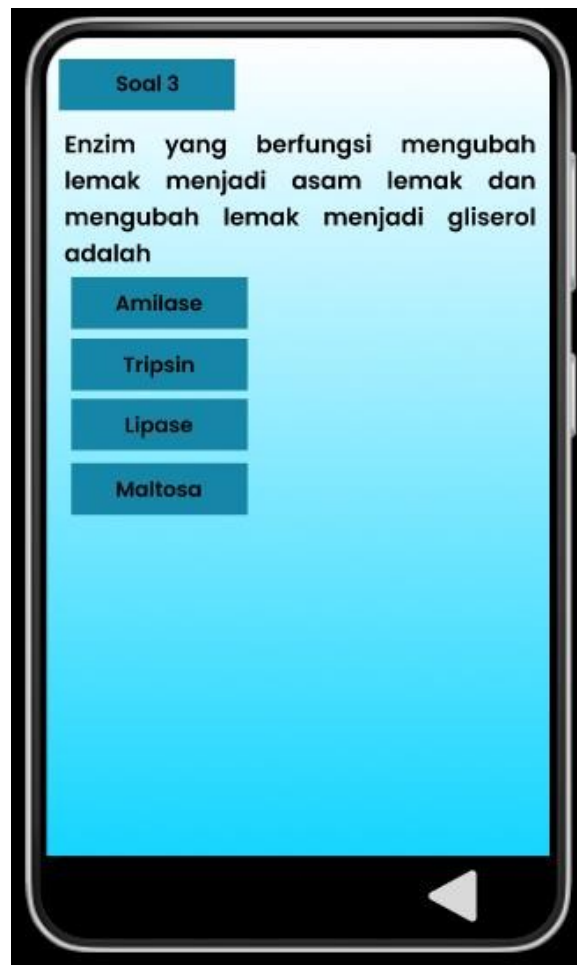 Soal 3
Enzim yang berfungsi mengubah
lemak menjadi asam lemak dan
mengubah lemak menjadi gliserol
adalah
Amilase
Tripsin
Lipase
Maltosa